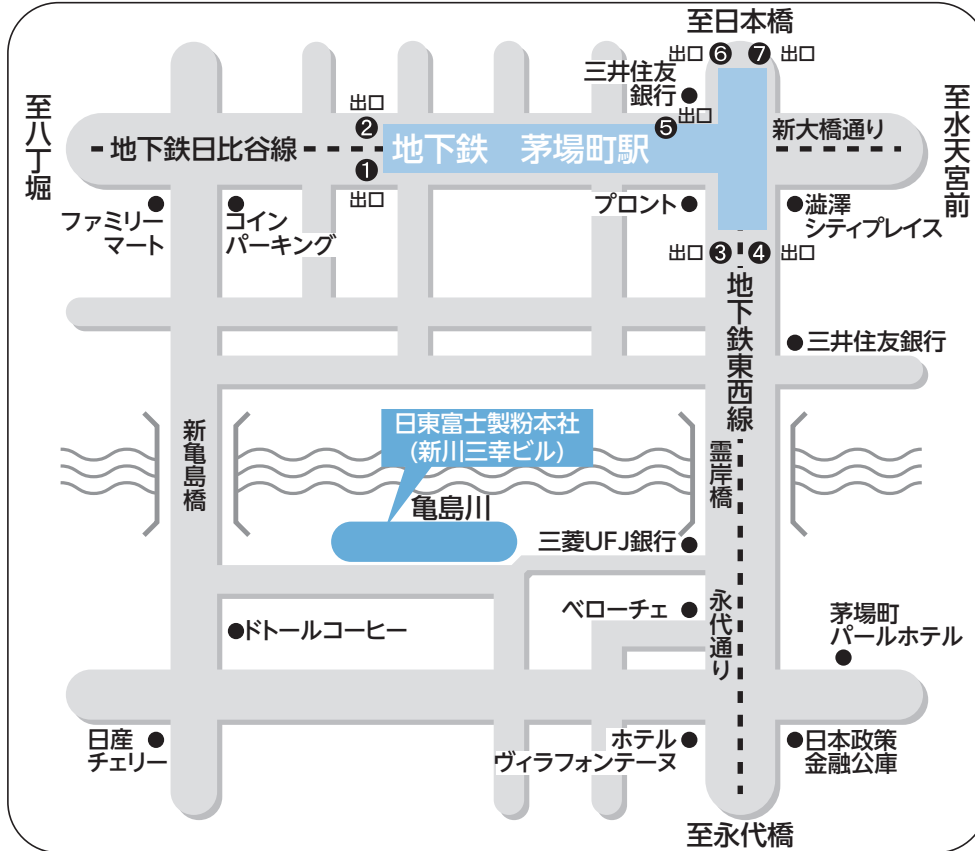 至日本橋
出口 ❻ ❼ 出口
三井住友
銀行
出口
❺
出口
❷
至八丁堀
地下鉄日比谷線
地下鉄 茅場町駅
新大橋通り
至水天宮前
❶
出口
ファミリー
マート
コイン
パーキング
プロント
澁澤
シティプレイス
出口 ❸ ❹ 出口
地下鉄東西線
三井住友銀行
日東富士製粉本社
(新川三幸ビル)
新亀島橋
霊岸橋
亀島川
三菱UFJ銀行
ベローチェ
永代通り
ドトールコーヒー
茅場町
パールホテル
日産
チェリー
ホテル
ヴィラフォンテーヌ
日本政策
金融公庫
至永代橋